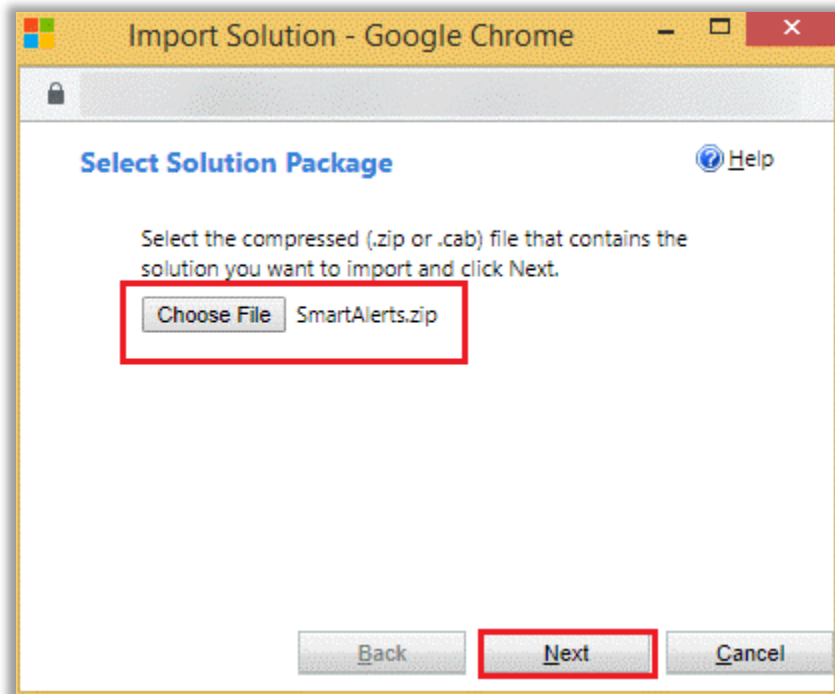 Import Solution - Google Chrome
Select Solution Package
Help
Select the compressed (.zip or .cab) file that contains the
solution you want to import and click Next.
Choose File SmartAlerts.zip
Back Next Cancel